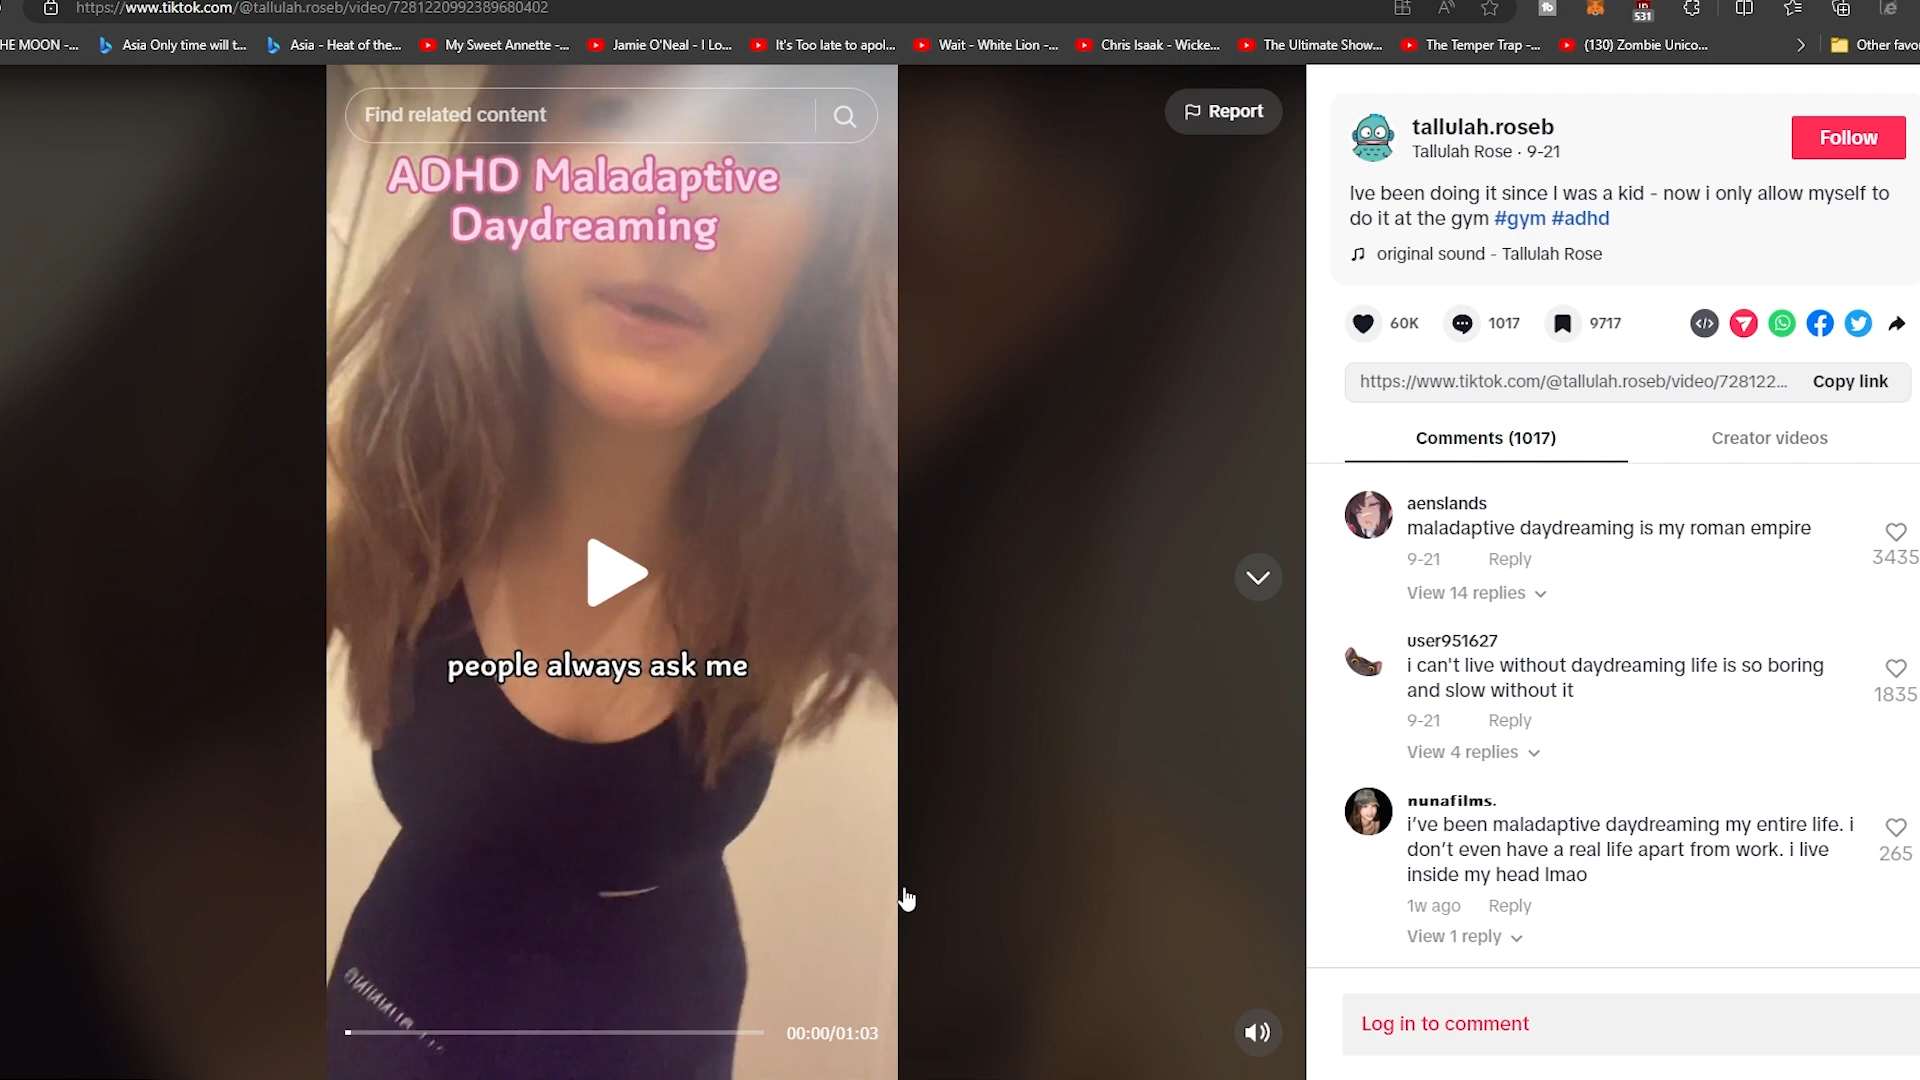 https://www.tiktok.com/@tallulah.roseb/video/7281220992389680402
531
HE MOON -...
Asia Only time will t...
Asia - Heat of the...
My Sweet Annette -...
Jamie O'Neal - I Lo...
It's Too late to apol...
Wait - White Lion -...
Chris Isaak - Wicke...
The Ultimate Show...
The Temper Trap -...
(130) Zombie Unico...
Other favo
Find related content
Report
ADHD Maladaptive
Daydreaming
people always ask me
00:00/01:03
tallulah.roseb
Tallulah Rose · 9-21
Follow
Ive been doing it since I was a kid - now i only allow myself to
do it at the gym #gym #adhd
original sound - Tallulah Rose
60K
1017
9717
https://www.tiktok.com/@tallulah.roseb/video/728122...
Copy link
Comments (1017)
Creator videos
aenslands
maladaptive daydreaming is my roman empire
9-21
Reply
3435
View 14 replies
user951627
i can't live without daydreaming life is so boring
and slow without it
1835
9-21
Reply
View 4 replies
nunafilms.
i've been maladaptive daydreaming my entire life. i
don't even have a real life apart from work. i live
inside my head lmao
265
1w ago
Reply
View 1 reply
Log in to comment